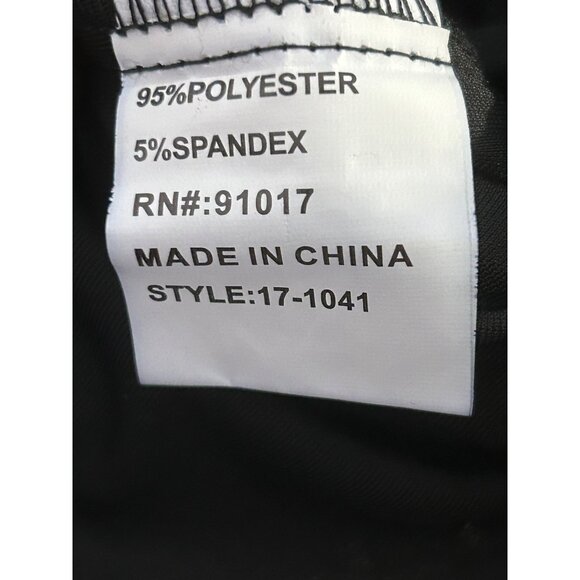 95%POLYESTER
5%SPANDEX
RN#:91017
MADE IN CHINA
STYLE:17-1041